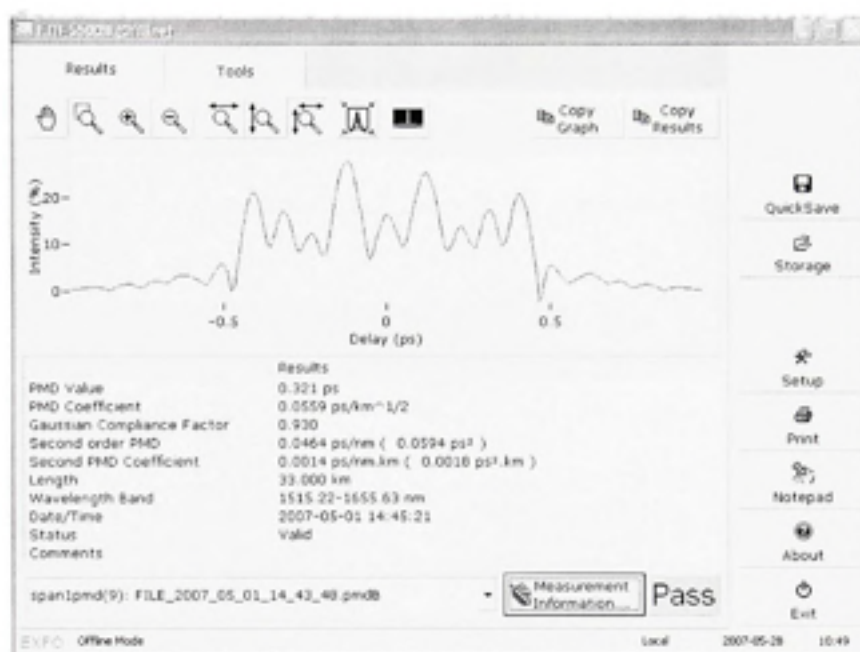 Results Tools
Copy Graph
Copy Results
Intensity (%)
20
10
0
-0.5 0 0.5
Delay (ps)
Results
PMD Value 0.321 ps
PMD Coefficient 0.0559 ps/km^1/2
Gaussian Compliance Factor 0.930
Second order PMD 0.0464 ps/nm ( 0.0594 ps² )
Second PMD Coefficient 0.0014 ps/nm.km ( 0.0018 ps².km )
Length 33.000 km
Wavelength Band 1515.22-1655.63 nm
Date/Time 2007-05-01 14:45:21
Status Valid
Comments
span1pmd(9): FILE_2007_05_01_14_43_48.pmdB
Measurement Information...
Pass
QuickSave
Storage
Setup
Print
Notepad
About
Exit
EXFO Offline Mode Local 2007-05-28 10:49